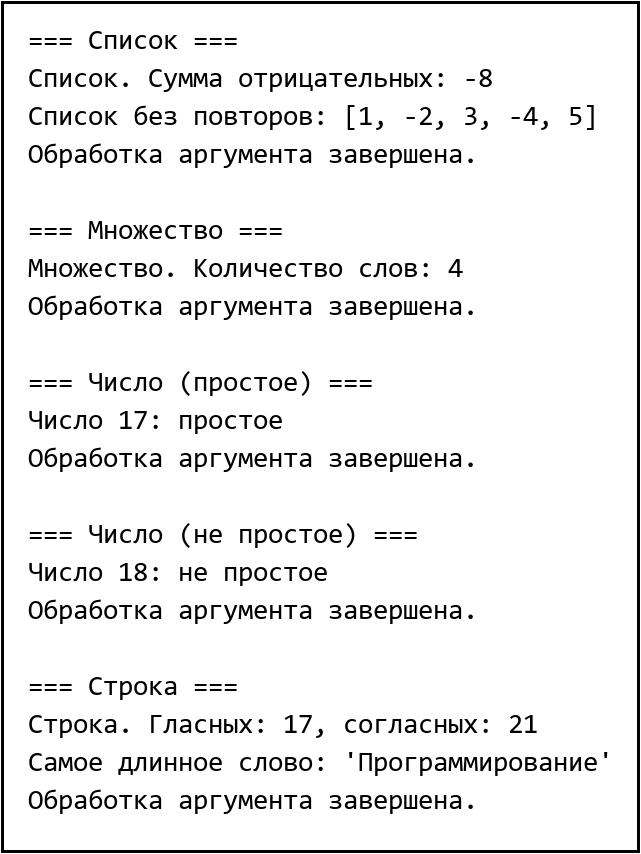 === Список ===
Список. Сумма отрицательных: -8
Список без повторов: [1, -2, 3, -4, 5]
Обработка аргумента завершена.
=== Множество ===
Множество. Количество слов: 4
Обработка аргумента завершена.
=== Число (простое) ===
Число 17: простое
Обработка аргумента завершена.
=== Число (не простое) ===
Число 18: не простое
Обработка аргумента завершена.
=== Строка ===
Строка. Гласных: 17, согласных: 21
Самое длинное слово: 'Программирование'
Обработка аргумента завершена.